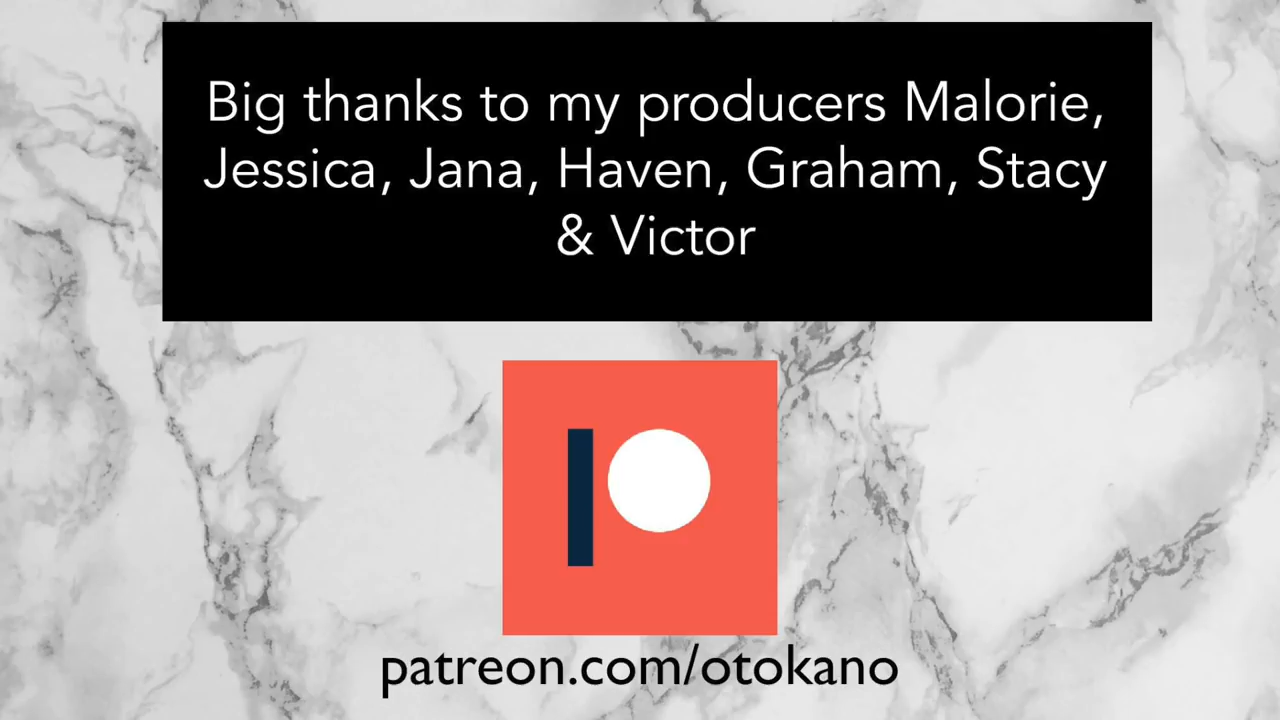 Big thanks to my producers Malorie,
Jessica, Jana, Haven, Graham, Stacy
& Victor
patreon.com/otokano